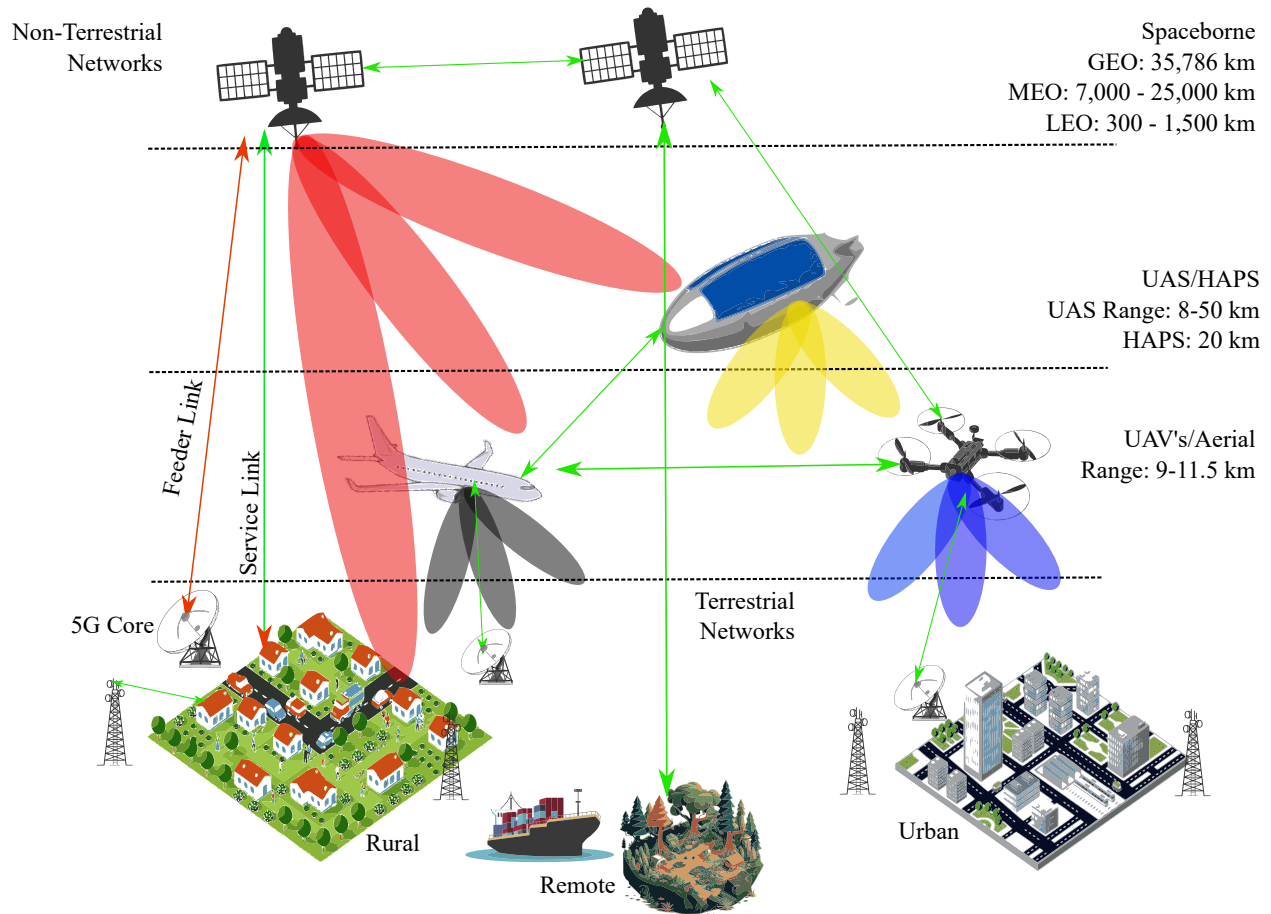 Non-Terrestrial
Networks
Spaceborne
GEO: 35,786 km
MEO: 7,000 - 25,000 km
LEO: 300 - 1,500 km
UAS/HAPS
UAS Range: 8-50 km
HAPS: 20 km
Feeder Link
Service Link
UAV's/Aerial
Range: 9-11.5 km
Terrestrial
Networks
5G Core
Rural
Remote
Urban